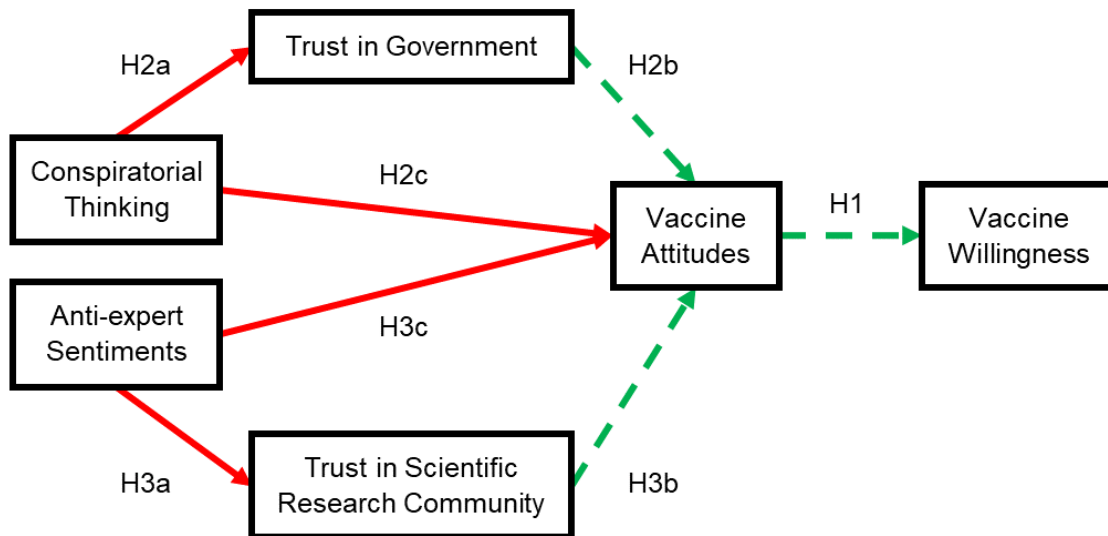 Trust in Government
H2a
H2b
Conspiratorial
Thinking
H2c
Vaccine
Attitudes
H1
Vaccine
Willingness
Anti-expert
Sentiments
H3c
H3a
Trust in Scientific
Research Community
H3b